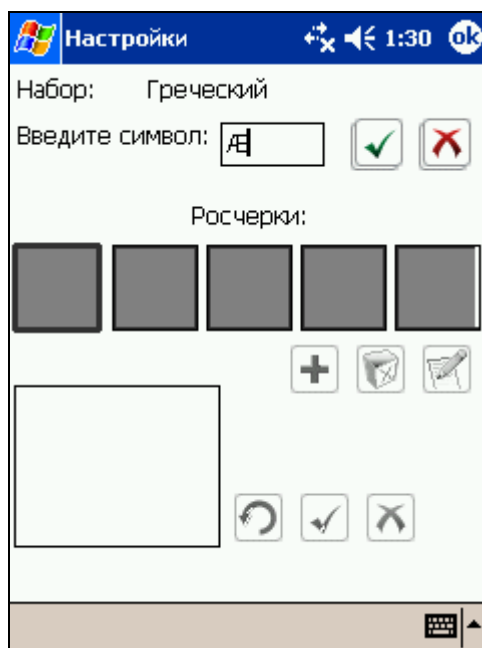 Настройки 1:30 ok
Набор: Греческий
Введите символ: Æ
Росчерки: